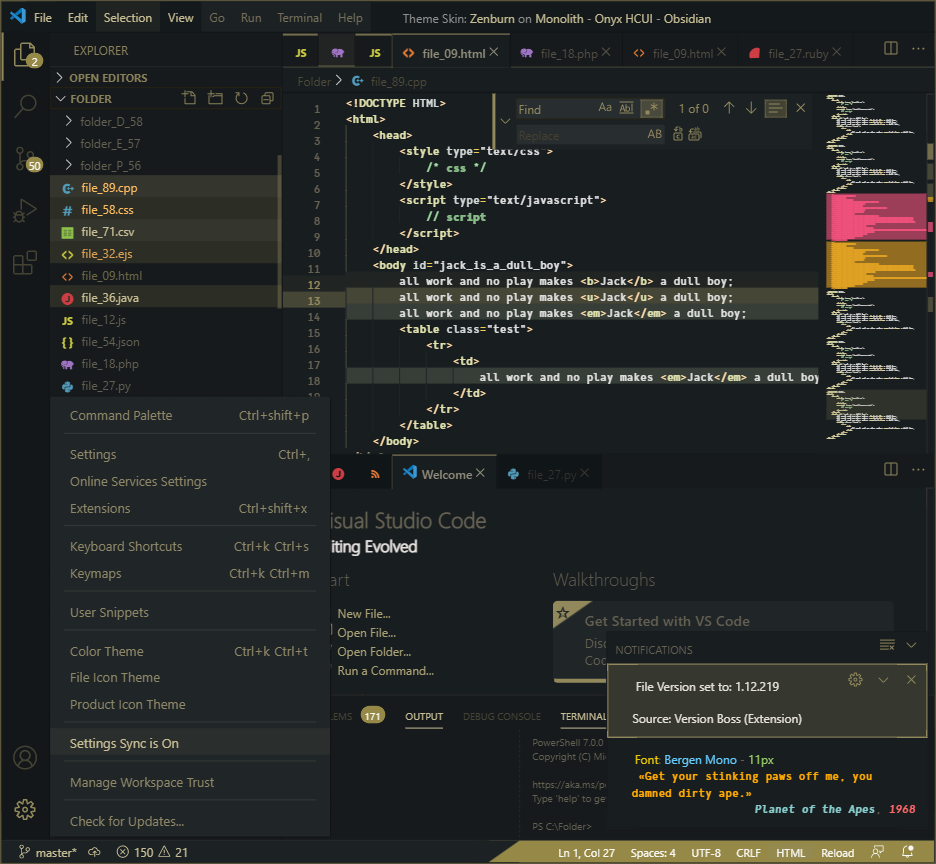 File Edit Selection View Go Run Terminal Help Theme Skin: Zenburn on Monolith - Onyx HCUI - Obsidian
2
50
EXPLORER
OPEN EDITORS
FOLDER
folder_D_58
folder_E_57
folder_P_56
file_89.cpp
file_58.css
file_71.csv
file_32.ejs
file_09.html
file_36.java
file_12.js
file_54.json
file_18.php
file_27.py
JS JS file_09.html file_18.php file_09.html file_27.ruby
Folder file_89.cpp
Find Aa Abl .* 1 of 0
Replace AB
1 <!DOCTYPE HTML>
2 <html>
3 <head>
4 <style type="text/css">
5 /* css */
6 </style>
7 <script type="text/javascript">
8 // script
9 </script>
10 </head>
11 <body id="jack_is_a_dull_boy">
12 all work and no play makes <b>Jack</b> a dull boy;
13 all work and no play makes <u>Jack</u> a dull boy;
14 all work and no play makes <em>Jack</em> a dull boy;
15 <table class="test">
16 <tr>
17 <td>
18 all work and no play makes <em>Jack</em> a dull boy
</td>
</tr>
</table>
</body>
Command Palette Ctrl+shift+p
Settings Ctrl+,
Online Services Settings
Extensions Ctrl+shift+x
Keyboard Shortcuts Ctrl+k Ctrl+s
Keymaps Ctrl+k Ctrl+m
User Snippets
Color Theme Ctrl+k Ctrl+t
File Icon Theme
Product Icon Theme
Settings Sync is On
Manage Workspace Trust
Check for Updates...
Welcome file_27.py
isual Studio Code
iting Evolved
art
New File...
Open File...
Open Folder...
Run a Command...
Walkthroughs
Get Started with VS Code
Disc
Coc
LEMS 171 OUTPUT DEBUG CONSOLE TERMINAL
PowerShell 7.0.0
Copyright (C) Mi
https://aka.ms/p
Type 'help' to ge
PS C:\Folder>
NOTIFICATIONS
File Version set to: 1.12.219
Source: Version Boss (Extension)
Font: Bergen Mono - 11px
«Get your stinking paws off me, you
damned dirty ape.»
Planet of the Apes, 1968
master* 150 21 Ln 1, Col 27 Spaces: 4 UTF-8 CRLF HTML Reload